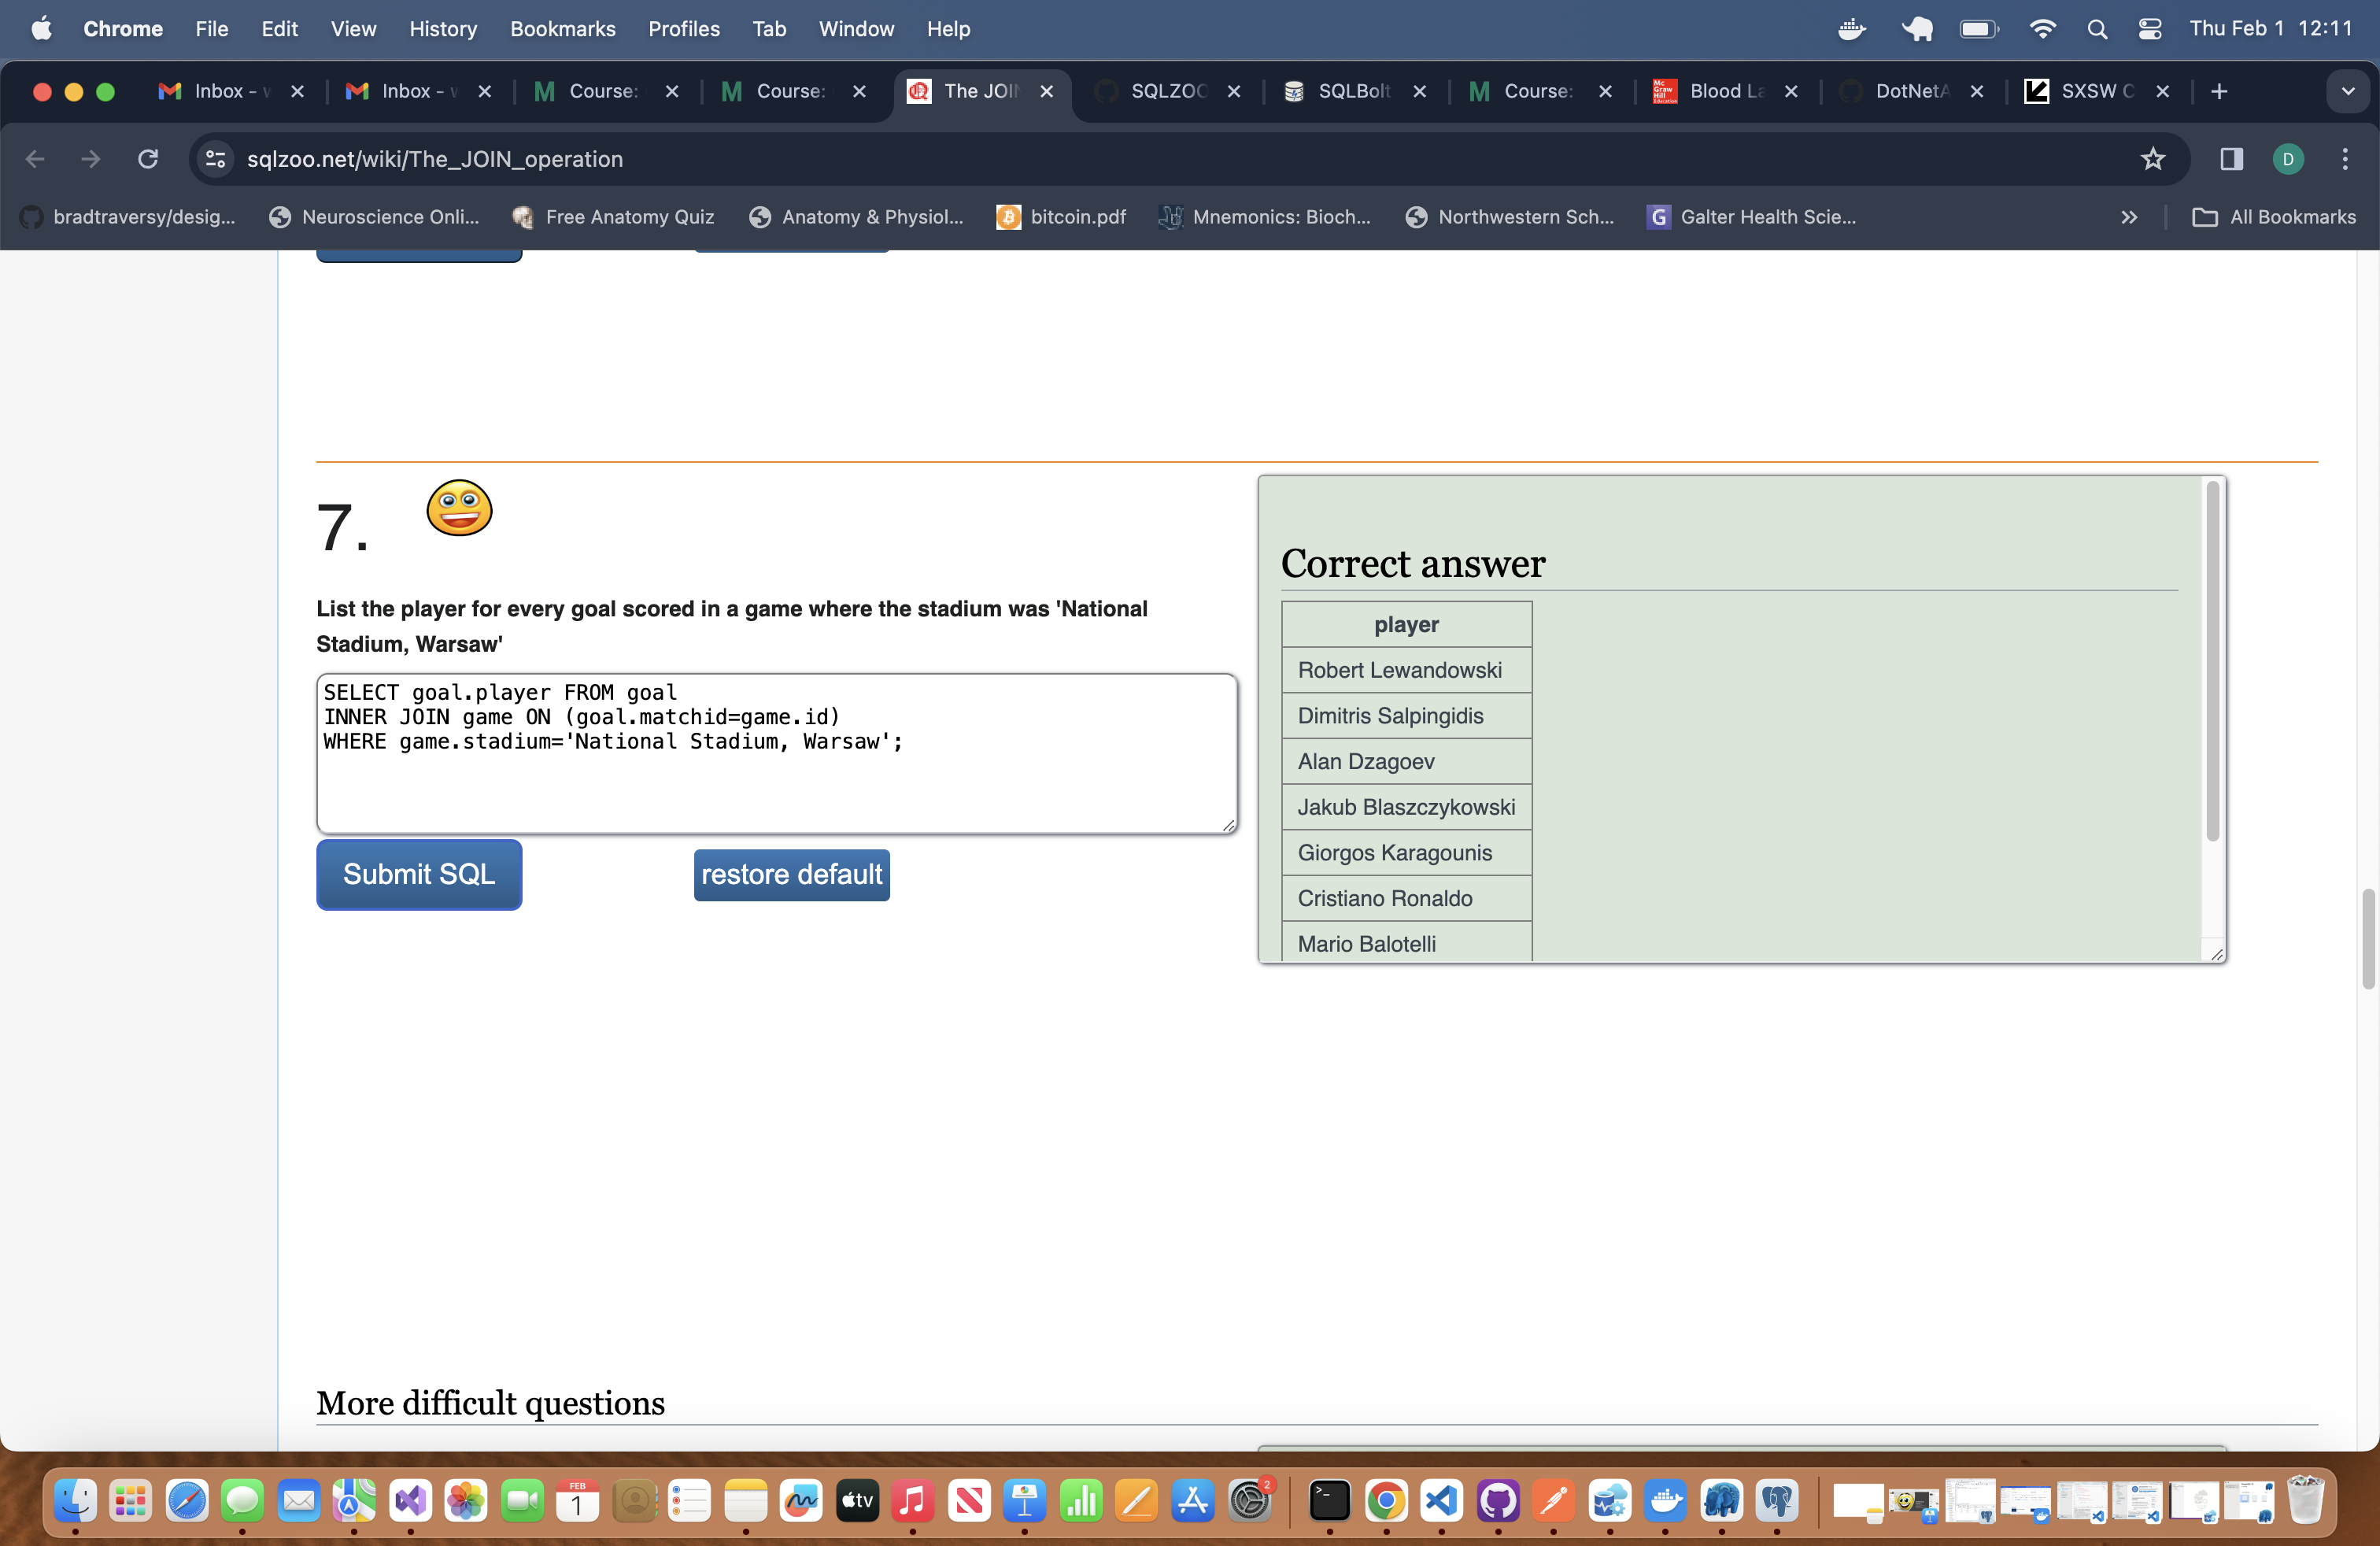 Chrome File Edit View History Bookmarks Profiles Tab Window Help Thu Feb 1 12:11
Inbox - Inbox - Course: Course: The JOI SQLZOO SQLBolt Course: Blood La DotNetA SXSW C
sqlzoo.net/wiki/The_JOIN_operation D
bradtraversy/desig... Neuroscience Onli... Free Anatomy Quiz Anatomy & Physiol... bitcoin.pdf Mnemonics: Bioch... Northwestern Sch... G Galter Health Scie... » All Bookmarks
7.
List the player for every goal scored in a game where the stadium was 'National
Stadium, Warsaw'
SELECT goal.player FROM goal
INNER JOIN game ON (goal.matchid=game.id)
WHERE game.stadium='National Stadium, Warsaw';
Submit SQL restore default
Correct answer
player
Robert Lewandowski
Dimitris Salpingidis
Alan Dzagoev
Jakub Blaszczykowski
Giorgos Karagounis
Cristiano Ronaldo
Mario Balotelli
More difficult questions
FEB
1
tv
2